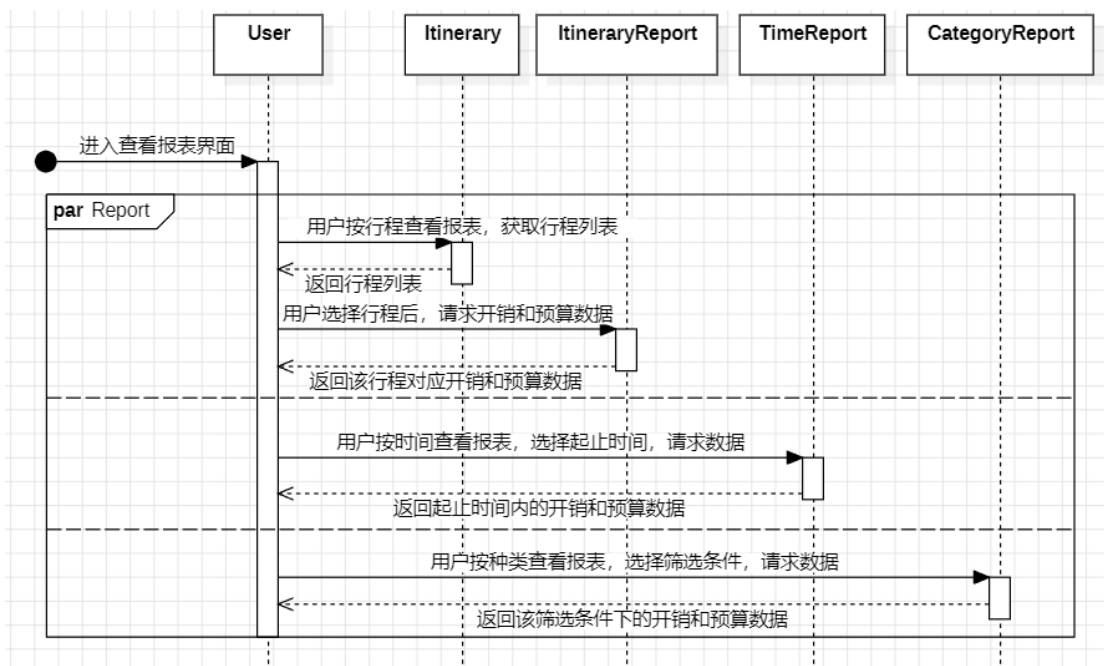 User
Itinerary
ItineraryReport
TimeReport
CategoryReport
进入查看报表界面
par Report
用户按行程查看报表，获取行程列表
返回行程列表
用户选择行程后，请求开销和预算数据
返回该行程对应开销和预算数据
用户按时间查看报表，选择起止时间，请求数据
返回起止时间内的开销和预算数据
用户按种类查看报表，选择筛选条件，请求数据
返回该筛选条件下的开销和预算数据